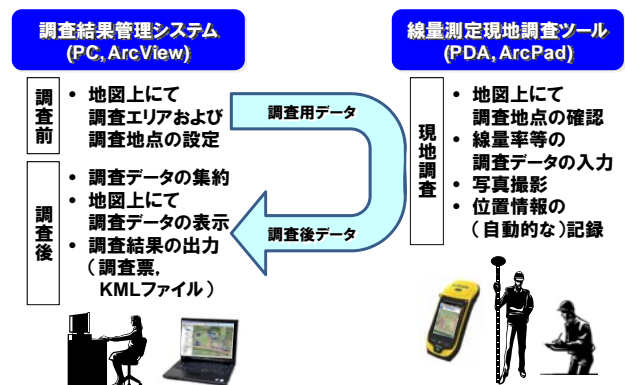 調査結果管理システム
(PC, ArcView)
調査前
• 地図上にて
調査エリアおよび
調査地点の設定
調査後
• 調査データの集約
• 地図上にて
調査データの表示
• 調査結果の出力
（調査票,
KMLファイル）
調査用データ
調査後データ
線量測定現地調査ツール
(PDA, ArcPad)
現地調査
• 地図上にて
調査地点の確認
• 線量率等の
調査データの入力
• 写真撮影
• 位置情報の
（自動的な）記録